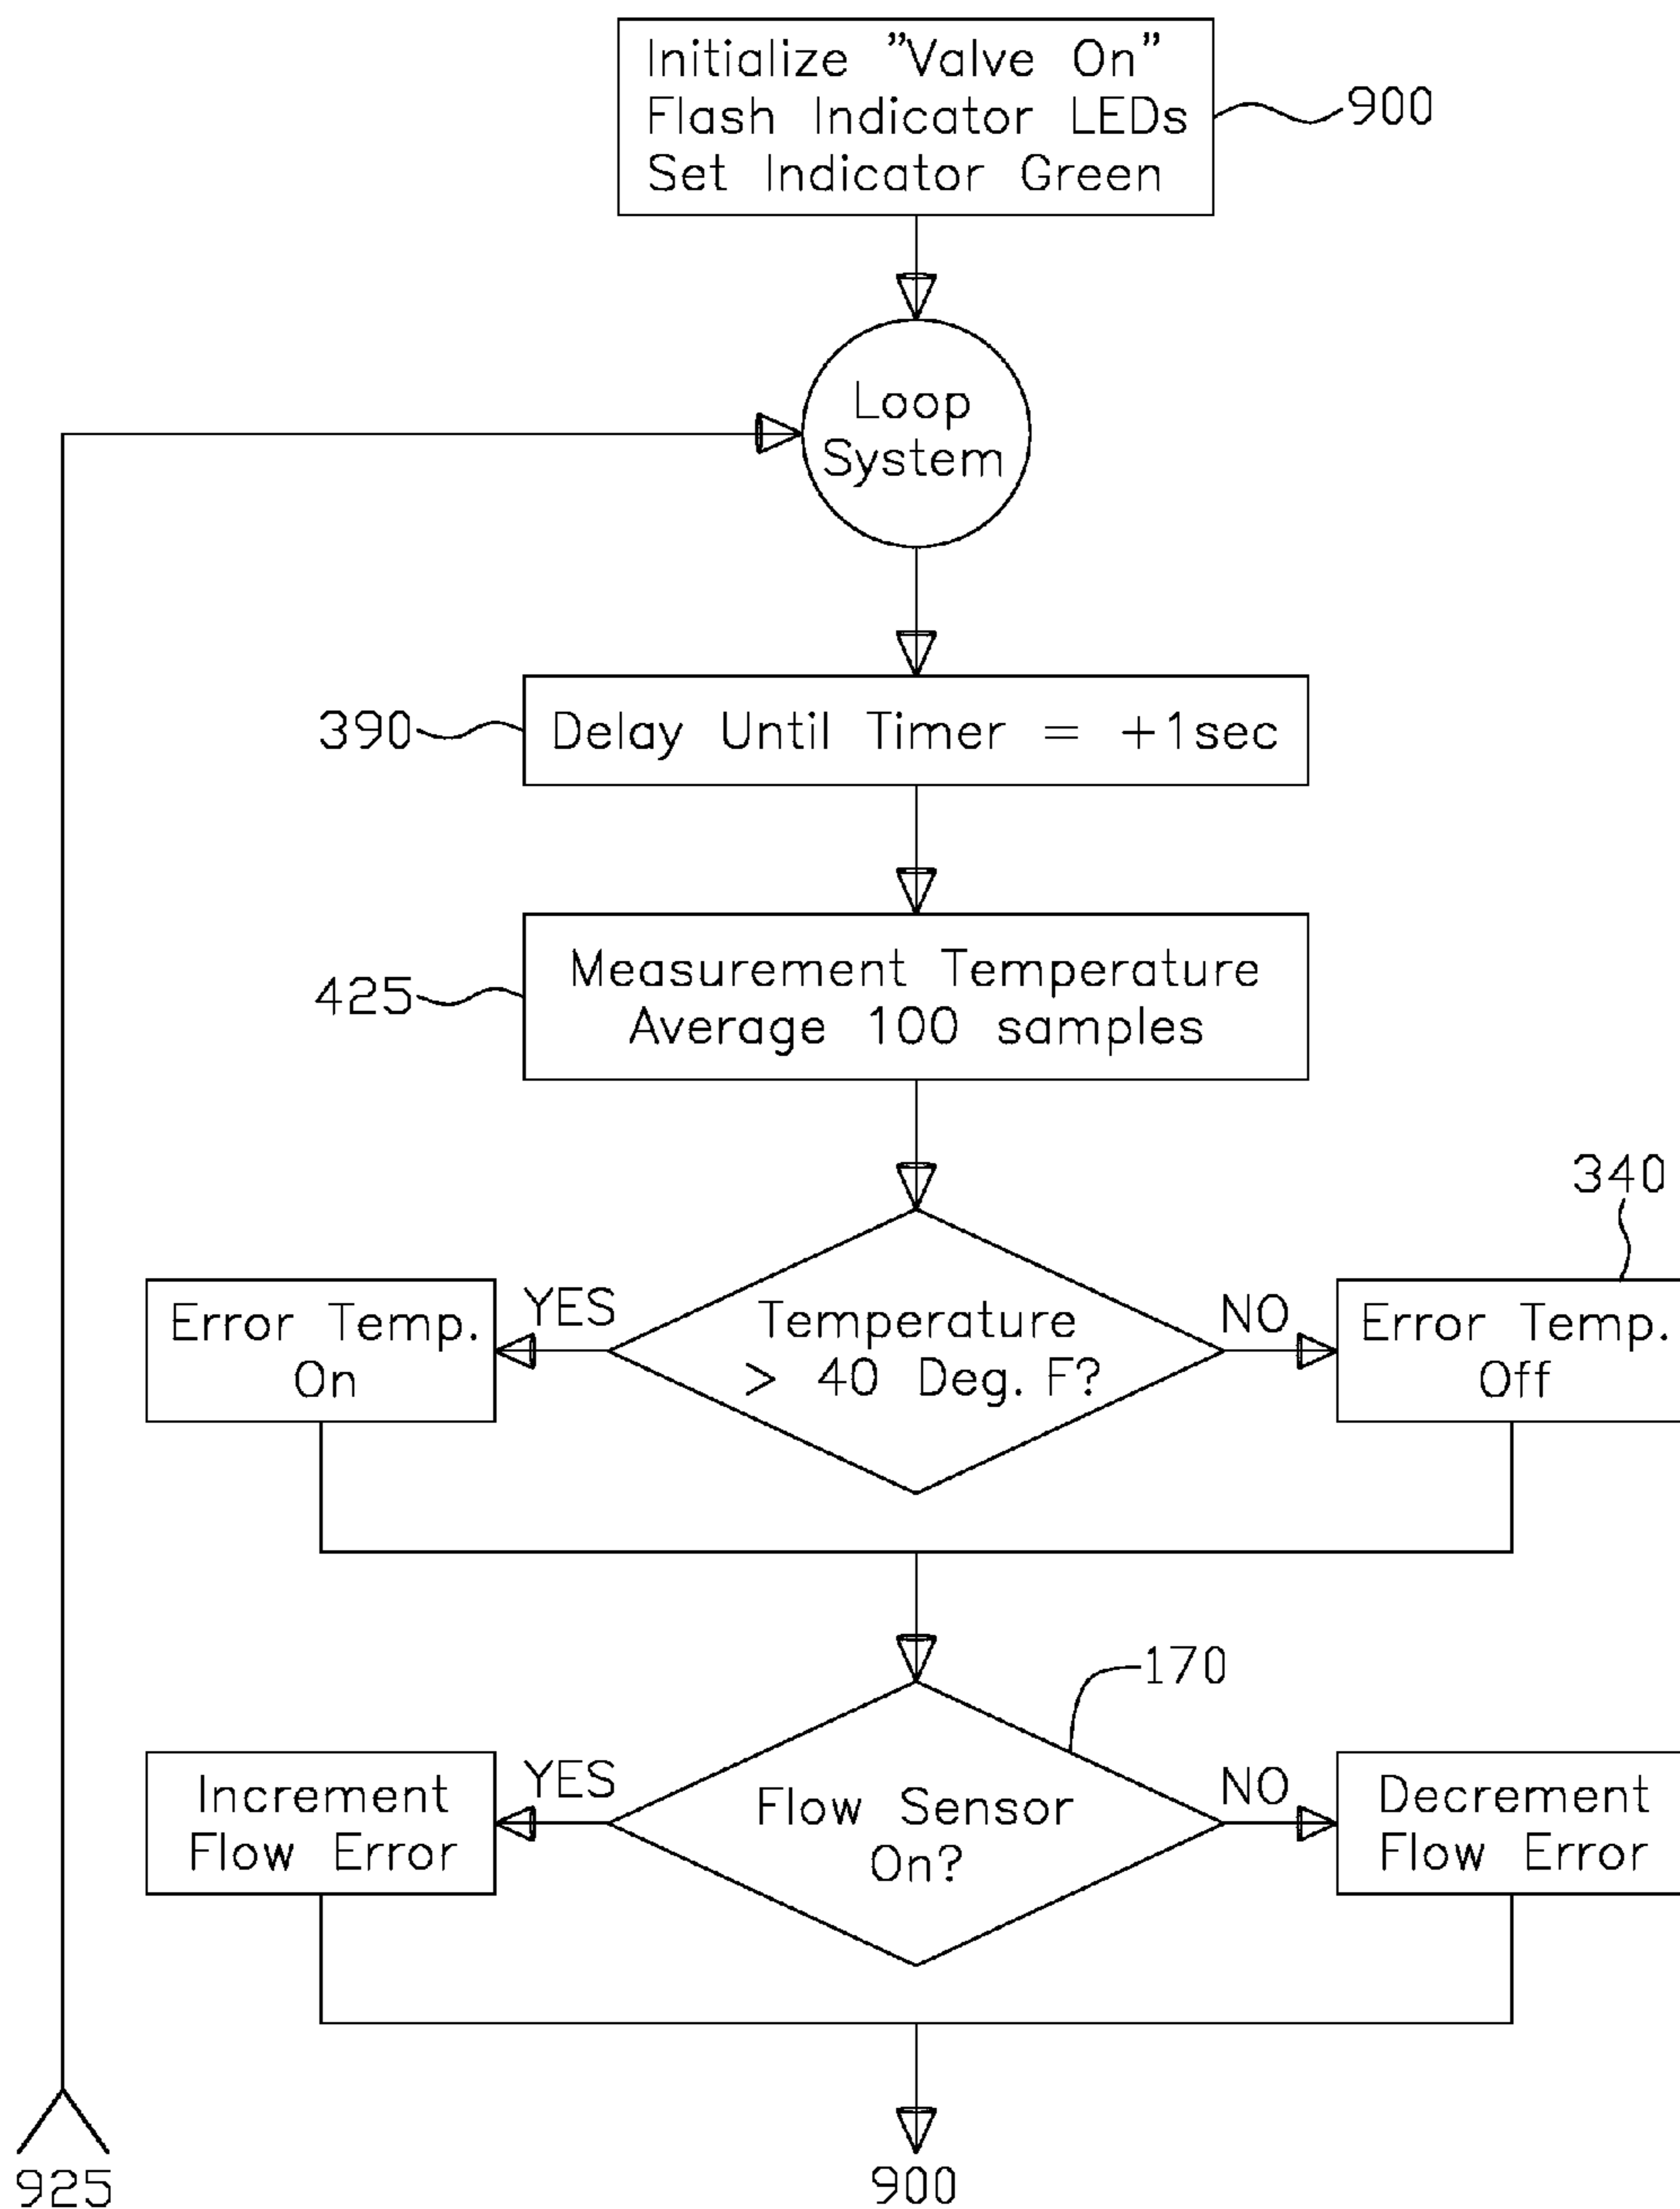 Initialize "Valve On"
Flash Indicator LEDs
Set Indicator Green
900
Loop
System
390
Delay Until Timer = +1sec
425
Measurement Temperature
Average 100 samples
340
Error Temp.
On
YES
Temperature
> 40 Deg. F?
NO
Error Temp.
Off
170
Increment
Flow Error
YES
Flow Sensor
On?
NO
Decrement
Flow Error
925
900